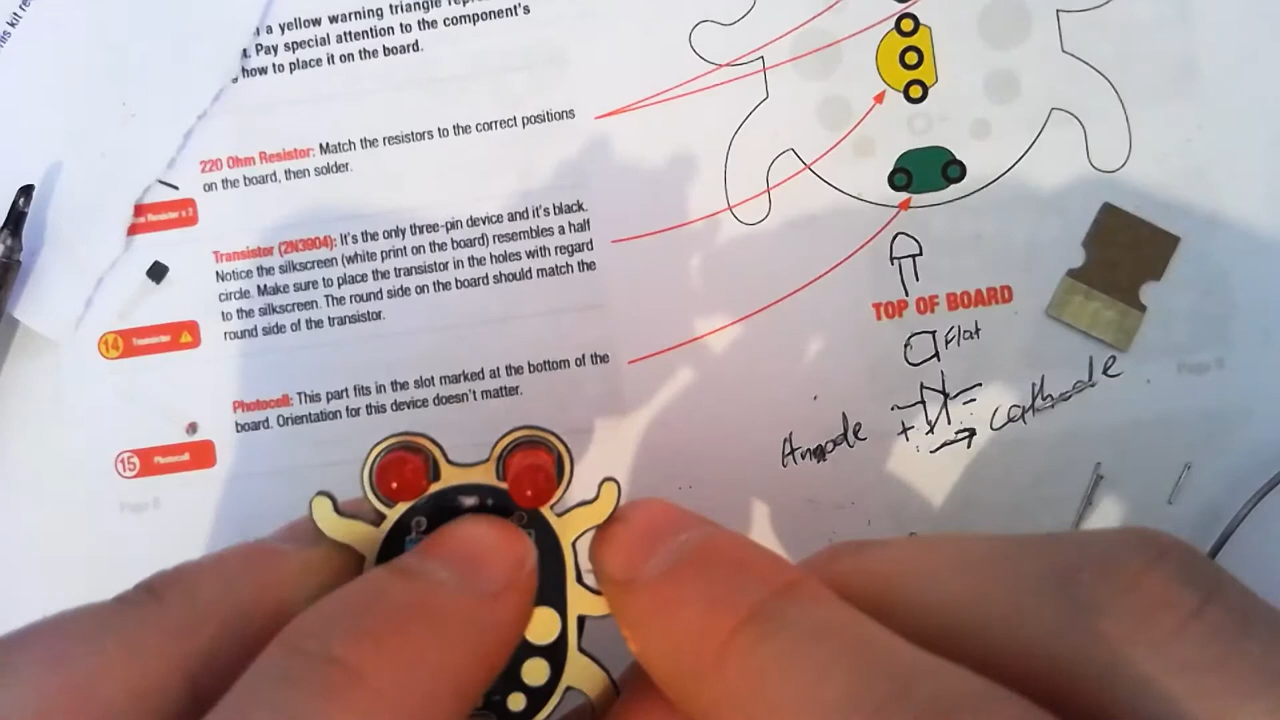 ns kit
a yellow warning triangle
. Pay special attention to the component's
how to place it on the board.
220 Ohm Resistor: Match the resistors to the correct positions
on the board, then solder.
Resistor x 2
Transistor (2N3904): It's the only three-pin device and it's black.
Notice the silkscreen (white print on the board) resembles a half
circle. Make sure to place the transistor in the holes with regard
to the silkscreen. The round side on the board should match the
round side of the transistor.
14 Transistor
Photocell: This part fits in the slot marked at the bottom of the
board. Orientation for this device doesn't matter.
15 Photocell
TOP OF BOARD
Flat
Anode + Cathode